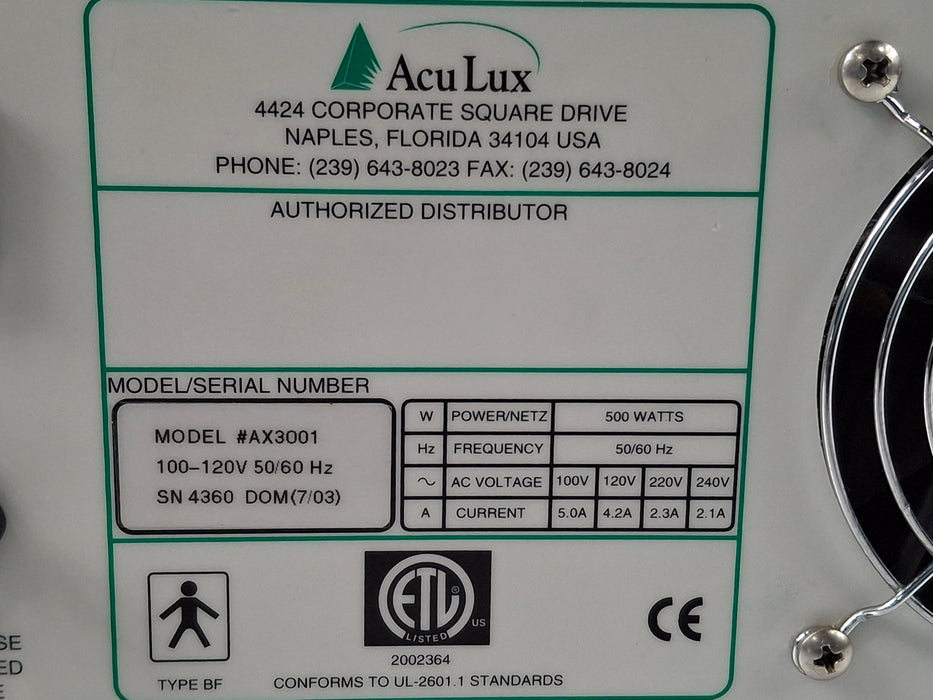 Acu Lux
4424 CORPORATE SQUARE DRIVE
NAPLES, FLORIDA 34104 USA
PHONE: (239) 643-8023 FAX: (239) 643-8024
AUTHORIZED DISTRIBUTOR
MODEL/SERIAL NUMBER
MODEL #AX3001
100-120V 50/60 Hz
SN 4360 DOM(7/03)
W POWER/NETZ 500 WATTS
Hz FREQUENCY 50/60 Hz
~ AC VOLTAGE 100V 120V 220V 240V
A CURRENT 5.0A 4.2A 2.3A 2.1A
TYPE BF
ETL ®
LISTED
US
2002364
CONFORMS TO UL-2601.1 STANDARDS
CE
SE
ED